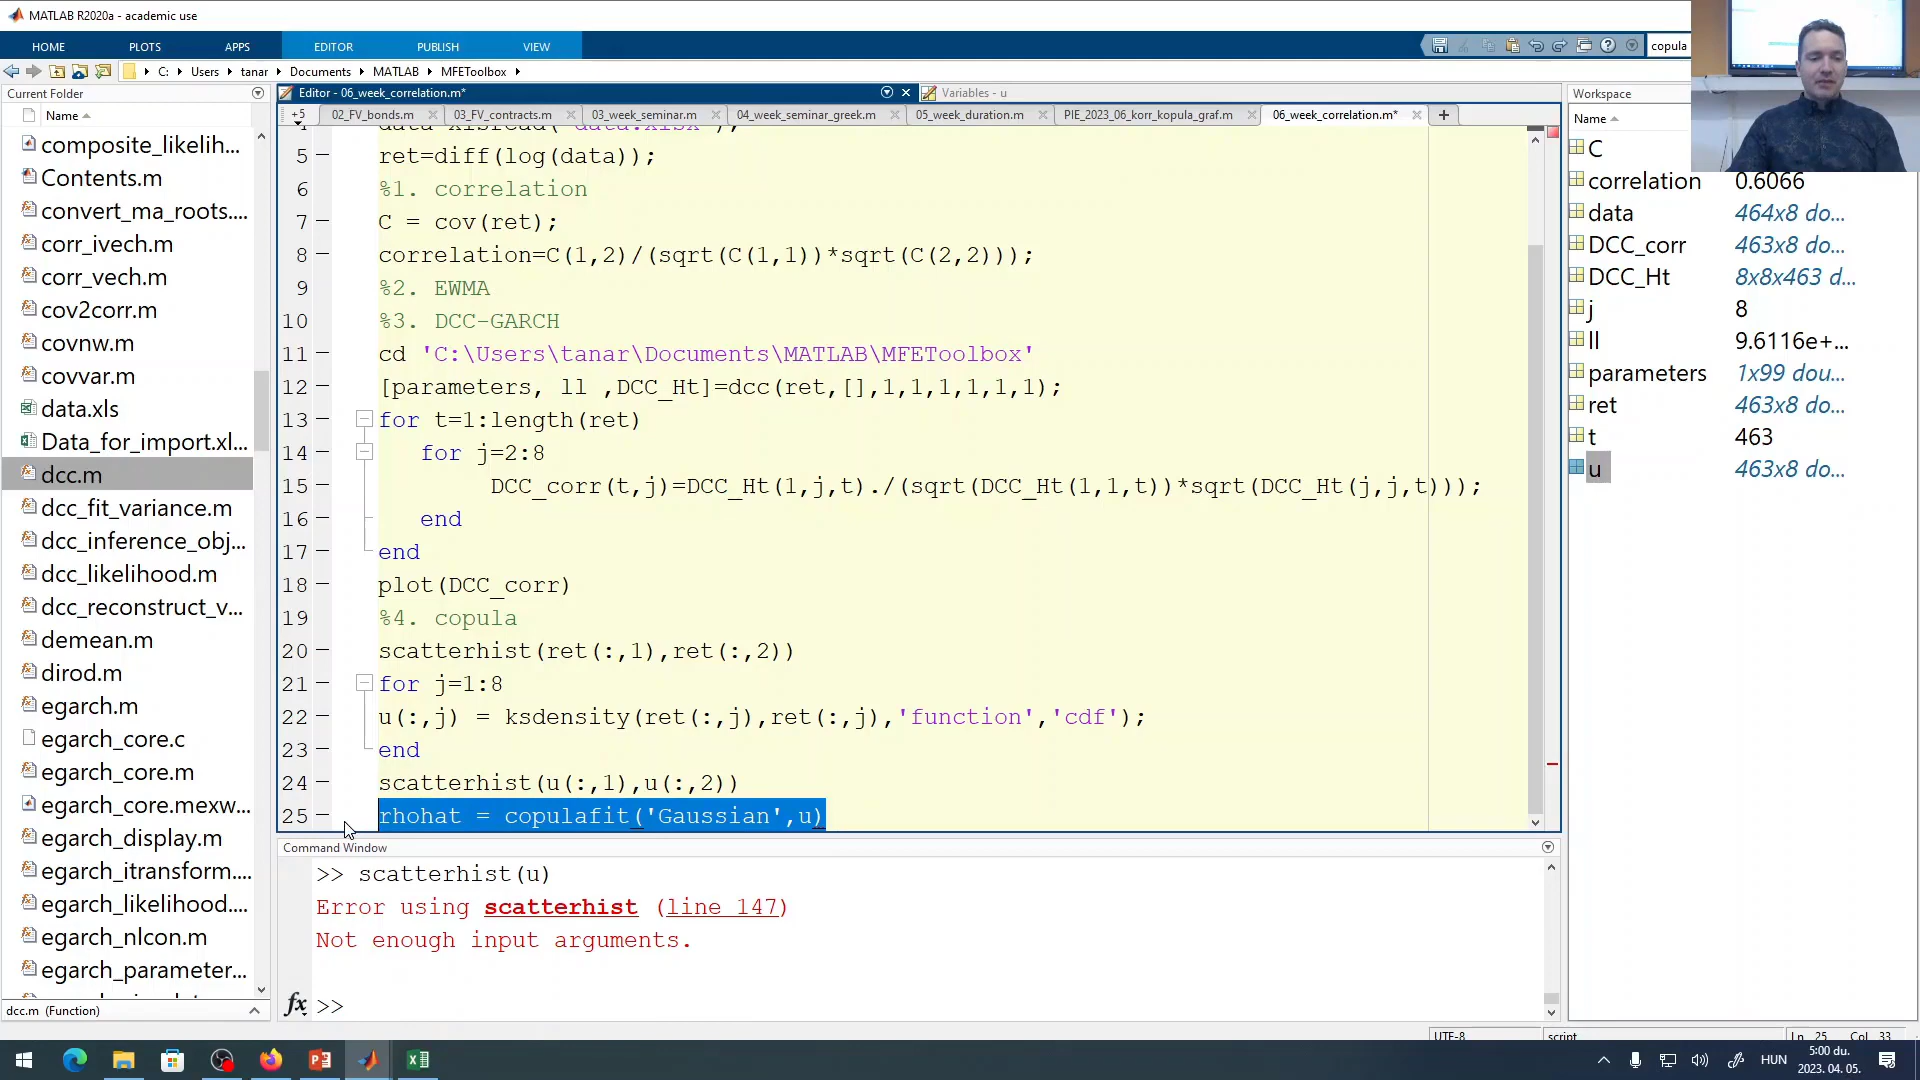 MATLAB R2020a - academic use
HOME PLOTS APPS EDITOR PUBLISH VIEW
copula
C: Users tanar Documents MATLAB MFEToolbox
Current Folder
Name
composite_likelih...
Contents.m
convert_ma_roots....
corr_ivech.m
corr_vech.m
cov2corr.m
covnw.m
covvar.m
data.xls
Data_for_import.xl...
dcc.m
dcc_fit_variance.m
dcc_inference_obj...
dcc_likelihood.m
dcc_reconstruct_v...
demean.m
dirod.m
egarch.m
egarch_core.c
egarch_core.m
egarch_core.mexw...
egarch_display.m
egarch_itransform....
egarch_likelihood....
egarch_nlcon.m
egarch_parameter...
dcc.m (Function)
Editor - 06_week_correlation.m*
Variables - u
+5 02_FV_bonds.m 03_FV_contracts.m 03_week_seminar.m 04_week_seminar_greek.m 05_week_duration.m PIE_2023_06_korr_kopula_graf.m 06_week_correlation.m*
5 ret=diff(log(data));
6 %1. correlation
7 C = cov(ret);
8 correlation=C(1,2)/(sqrt(C(1,1))*sqrt(C(2,2)));
9 %2. EWMA
10 %3. DCC-GARCH
11 cd 'C:\Users\tanar\Documents\MATLAB\MFEToolbox'
12 [parameters, ll ,DCC_Ht]=dcc(ret,[],1,1,1,1,1,1);
13 for t=1:length(ret)
14 for j=2:8
15 DCC_corr(t,j)=DCC_Ht(1,j,t)./(sqrt(DCC_Ht(1,1,t))*sqrt(DCC_Ht(j,j,t)));
16 end
17 end
18 plot(DCC_corr)
19 %4. copula
20 scatterhist(ret(:,1),ret(:,2))
21 for j=1:8
22 u(:,j) = ksdensity(ret(:,j),ret(:,j),'function','cdf');
23 end
24 scatterhist(u(:,1),u(:,2))
25 rhohat = copulafit('Gaussian',u)
Command Window
>> scatterhist(u)
Error using scatterhist (line 147)
Not enough input arguments.
fx >>
Workspace
Name
C
correlation 0.6066
data 464x8 do...
DCC_corr 463x8 do...
DCC_Ht 8x8x463 d...
j 8
ll 9.6116e+...
parameters 1x99 dou...
ret 463x8 do...
t 463
u 463x8 do...
UTF-8 script Ln 25 Col 33
HUN
5:00 du.
2023. 04. 05.